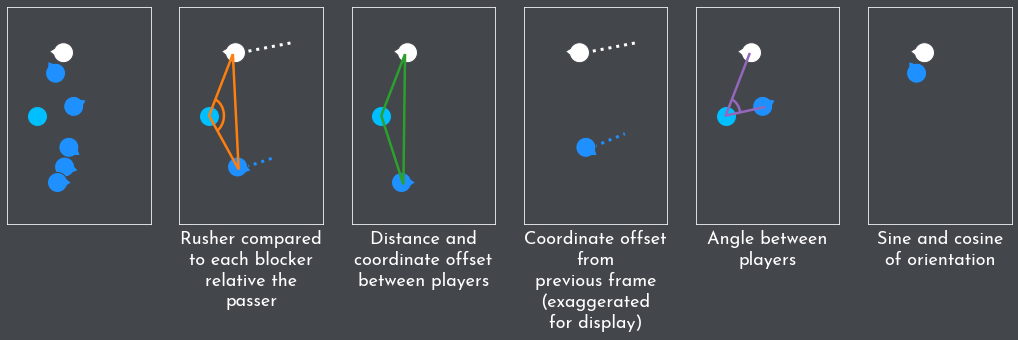 Rusher compared
to each blocker
relative the
passer
Distance and
coordinate offset
between players
Coordinate offset
from
previous frame
(exaggerated
for display)
Angle between
players
Sine and cosine
of orientation